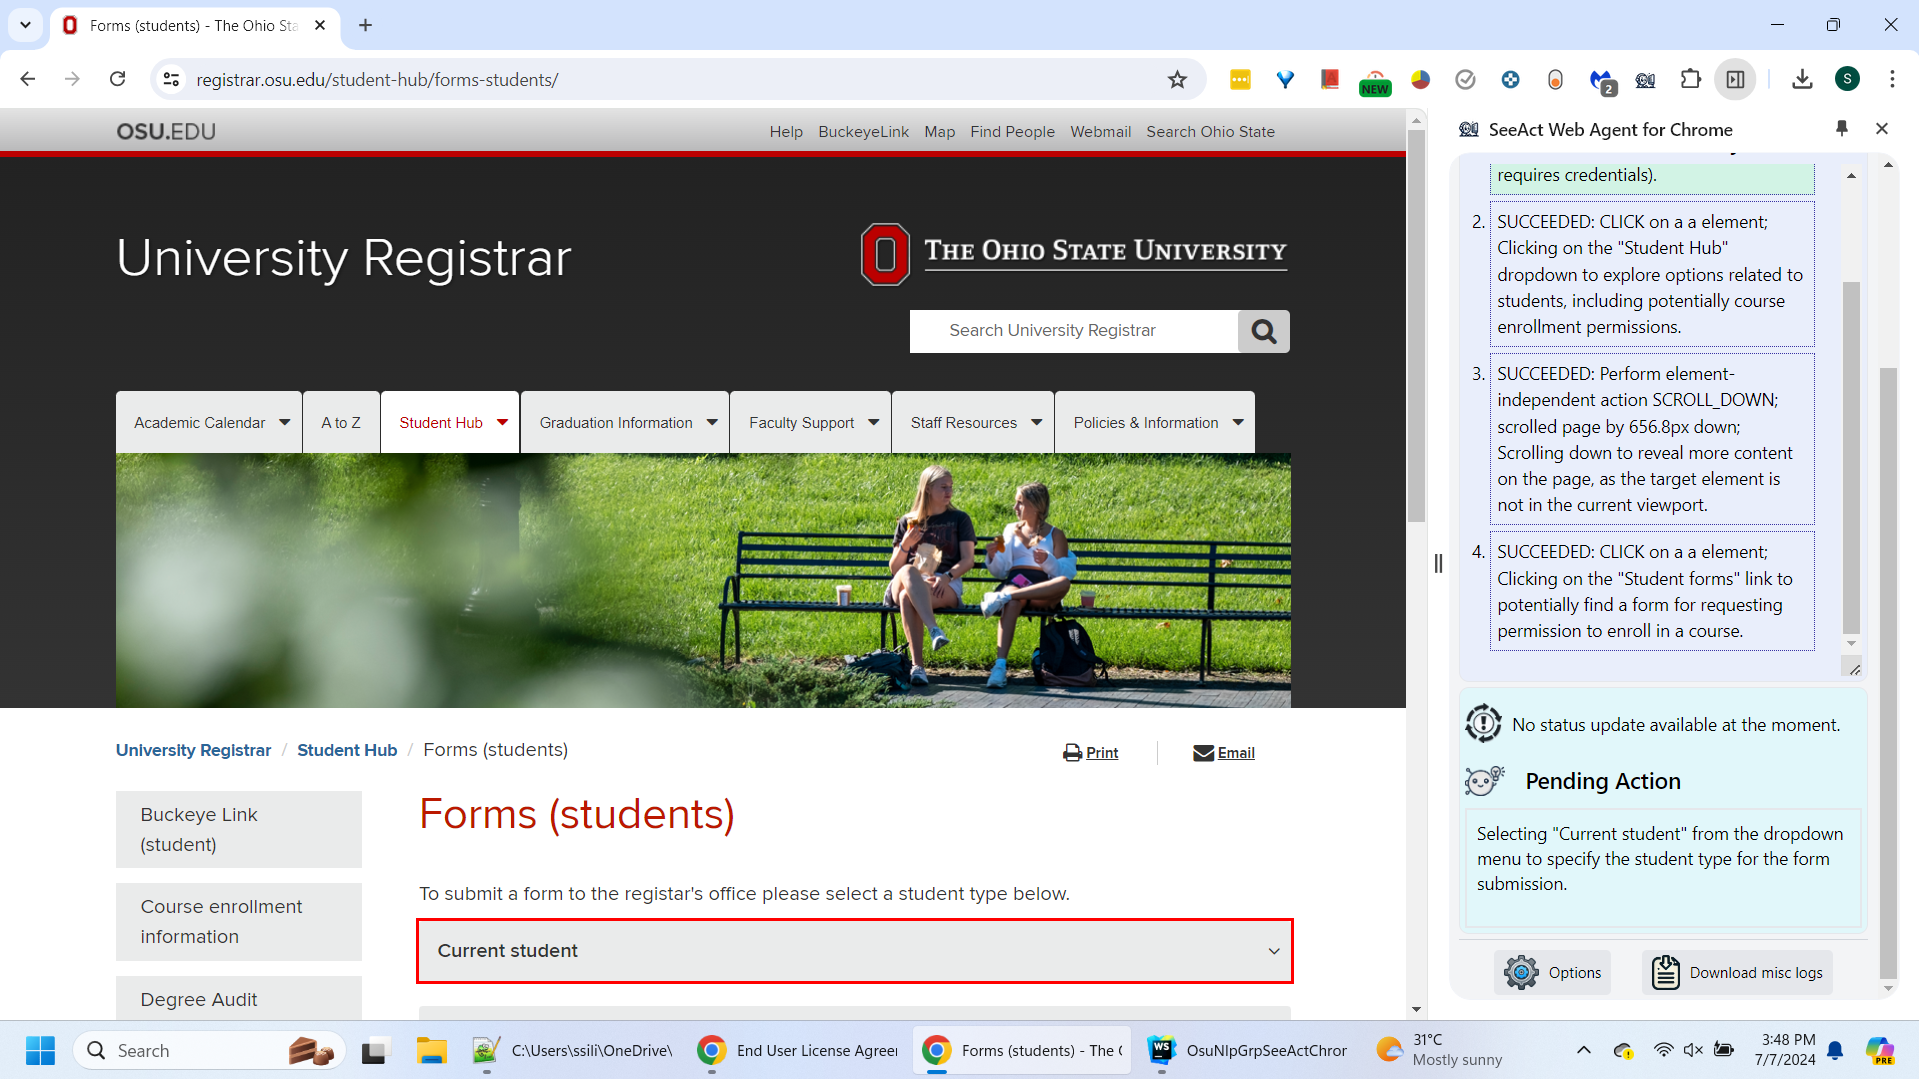 Forms (students) - The Ohio Sta
registrar.osu.edu/student-hub/forms-students/
NEW
2
S
OSU.EDU
Help BuckeyeLink Map Find People Webmail Search Ohio State
University Registrar
THE OHIO STATE UNIVERSITY
Search University Registrar
Academic Calendar
A to Z
Student Hub
Graduation Information
Faculty Support
Staff Resources
Policies & Information
University Registrar / Student Hub / Forms (students)
Print
Email
Buckeye Link
(student)
Course enrollment
information
Degree Audit
Forms (students)
To submit a form to the registar's office please select a student type below.
Current student
SeeAct Web Agent for Chrome
requires credentials).
2. SUCCEEDED: CLICK on a a element;
Clicking on the "Student Hub"
dropdown to explore options related to
students, including potentially course
enrollment permissions.
3. SUCCEEDED: Perform element-
independent action SCROLL_DOWN;
scrolled page by 656.8px down;
Scrolling down to reveal more content
on the page, as the target element is
not in the current viewport.
4. SUCCEEDED: CLICK on a a element;
Clicking on the "Student forms" link to
potentially find a form for requesting
permission to enroll in a course.
No status update available at the moment.
Pending Action
Selecting "Current student" from the dropdown
menu to specify the student type for the form
submission.
Options
Download misc logs
Search
C:\Users\ssili\OneDrive\
End User License Agreer
Forms (students) - The O
WS
OsuNlpGrpSeeActChror
31°C
Mostly sunny
3:48 PM
7/7/2024
PRE